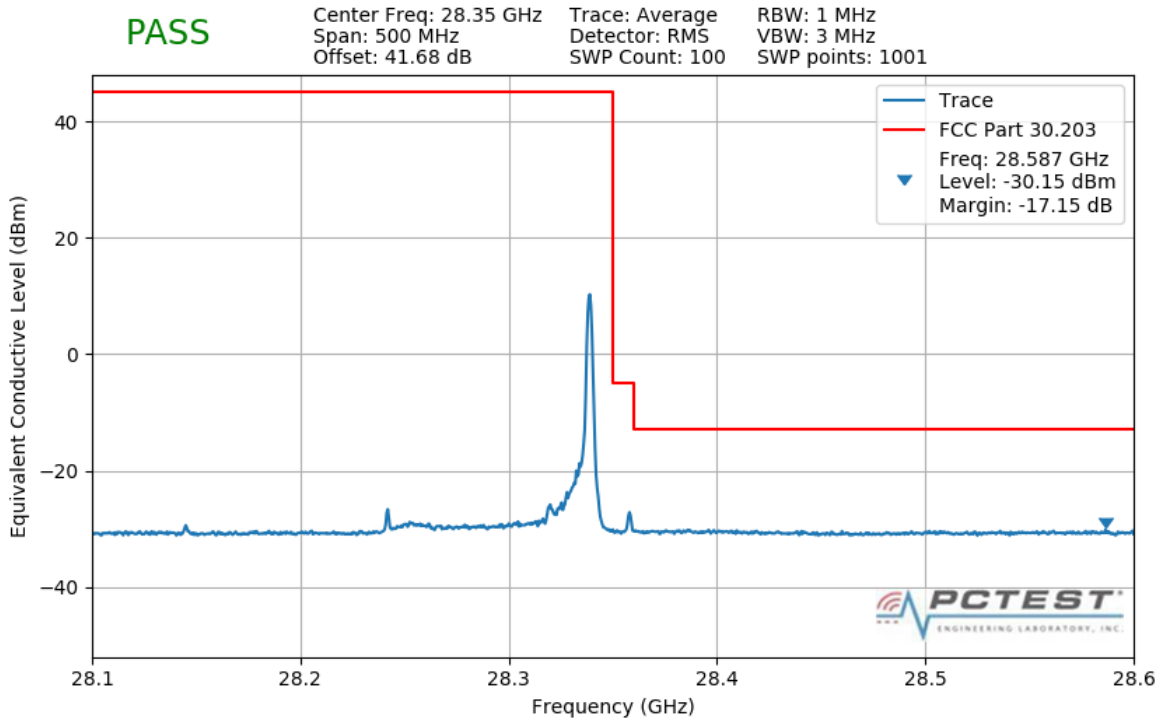 PASS
Center Freq: 28.35 GHz Trace: Average RBW: 1 MHz
Span: 500 MHz Detector: RMS VBW: 3 MHz
Offset: 41.68 dB SWP Count: 100 SWP points: 1001
Trace
FCC Part 30.203
Freq: 28.587 GHz
Level: -30.15 dBm
Margin: -17.15 dB
Equivalent Conductive Level (dBm)
40
20
0
−20
−40
PCTEST
ENGINEERING LABORATORY, INC.
28.1 28.2 28.3 28.4 28.5 28.6
Frequency (GHz)